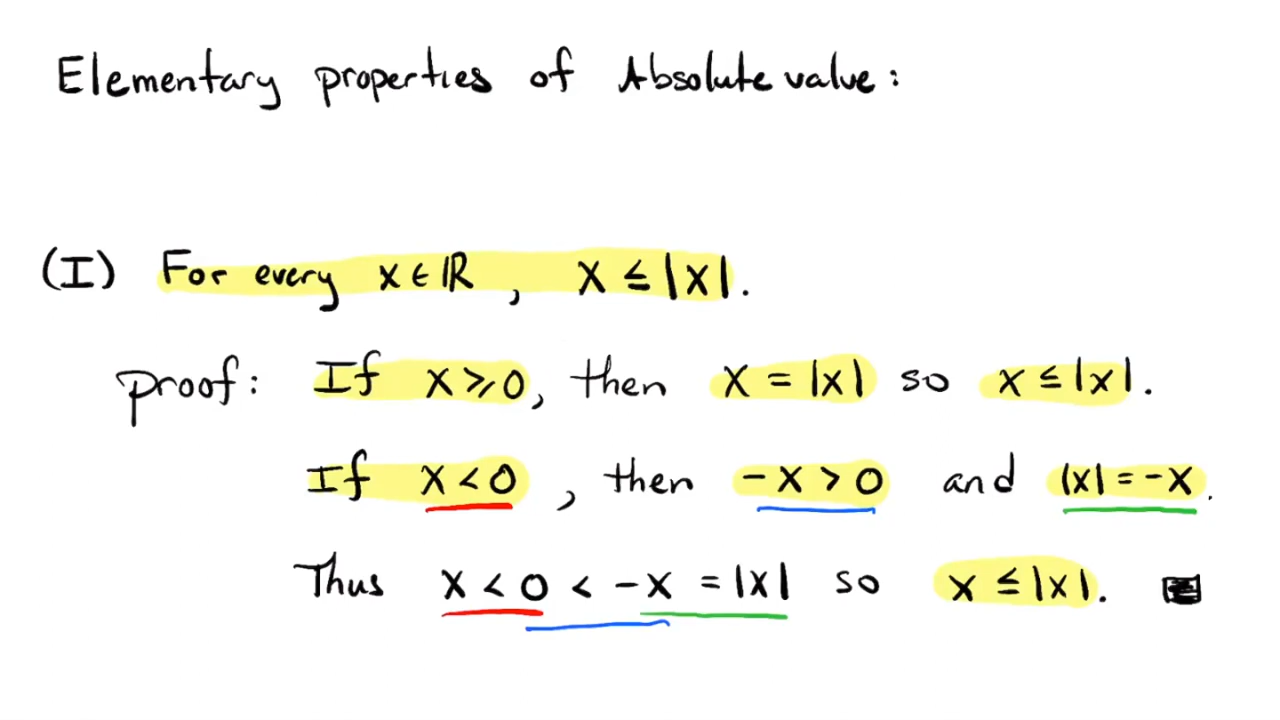 Elementary properties of Absolute value:
(I) For every x ∈ ℝ, x ≤ |x|.
proof: If x ⩾ 0, then x = |x| so x ≤ |x|.
If x < 0, then -x > 0 and |x| = -x.
Thus x < 0 < -x = |x| so x ≤ |x|.